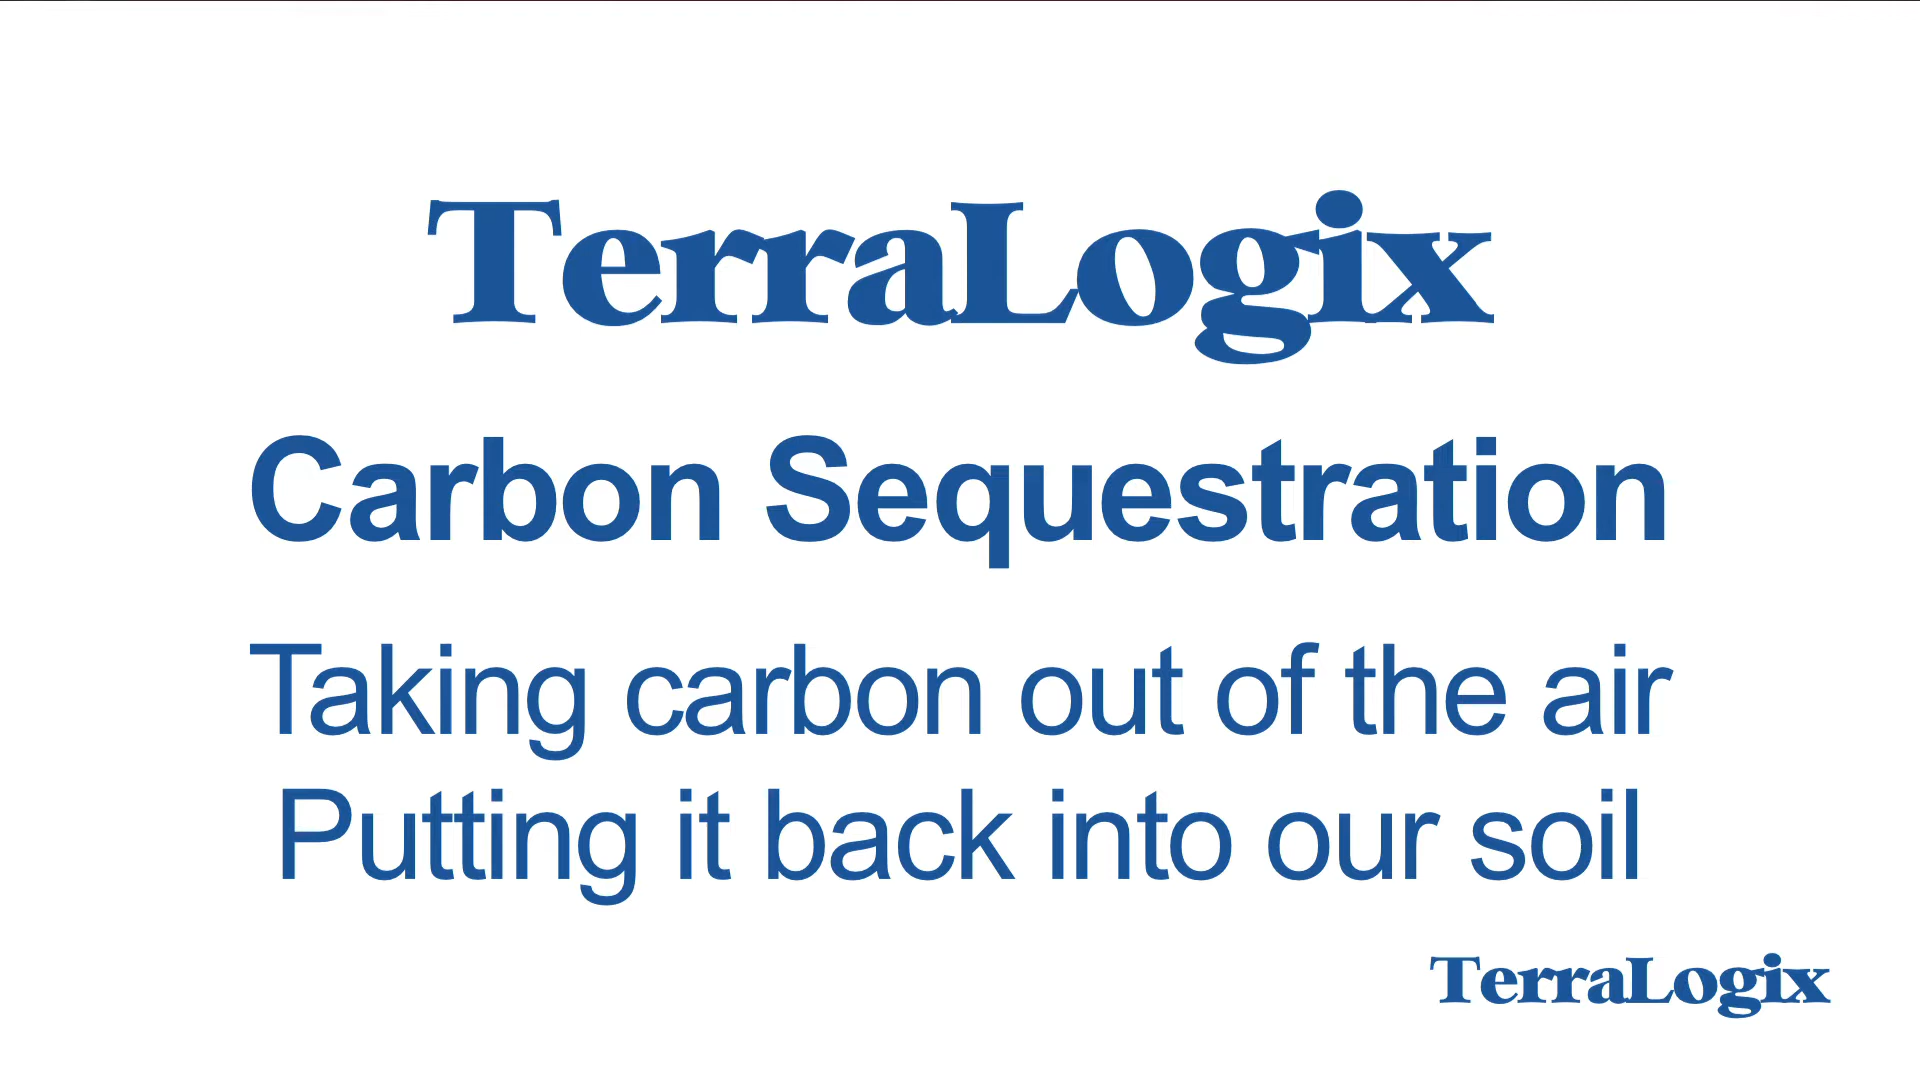 TerraLogix
Carbon Sequestration
Taking carbon out of the air
Putting it back into our soil
TerraLogix